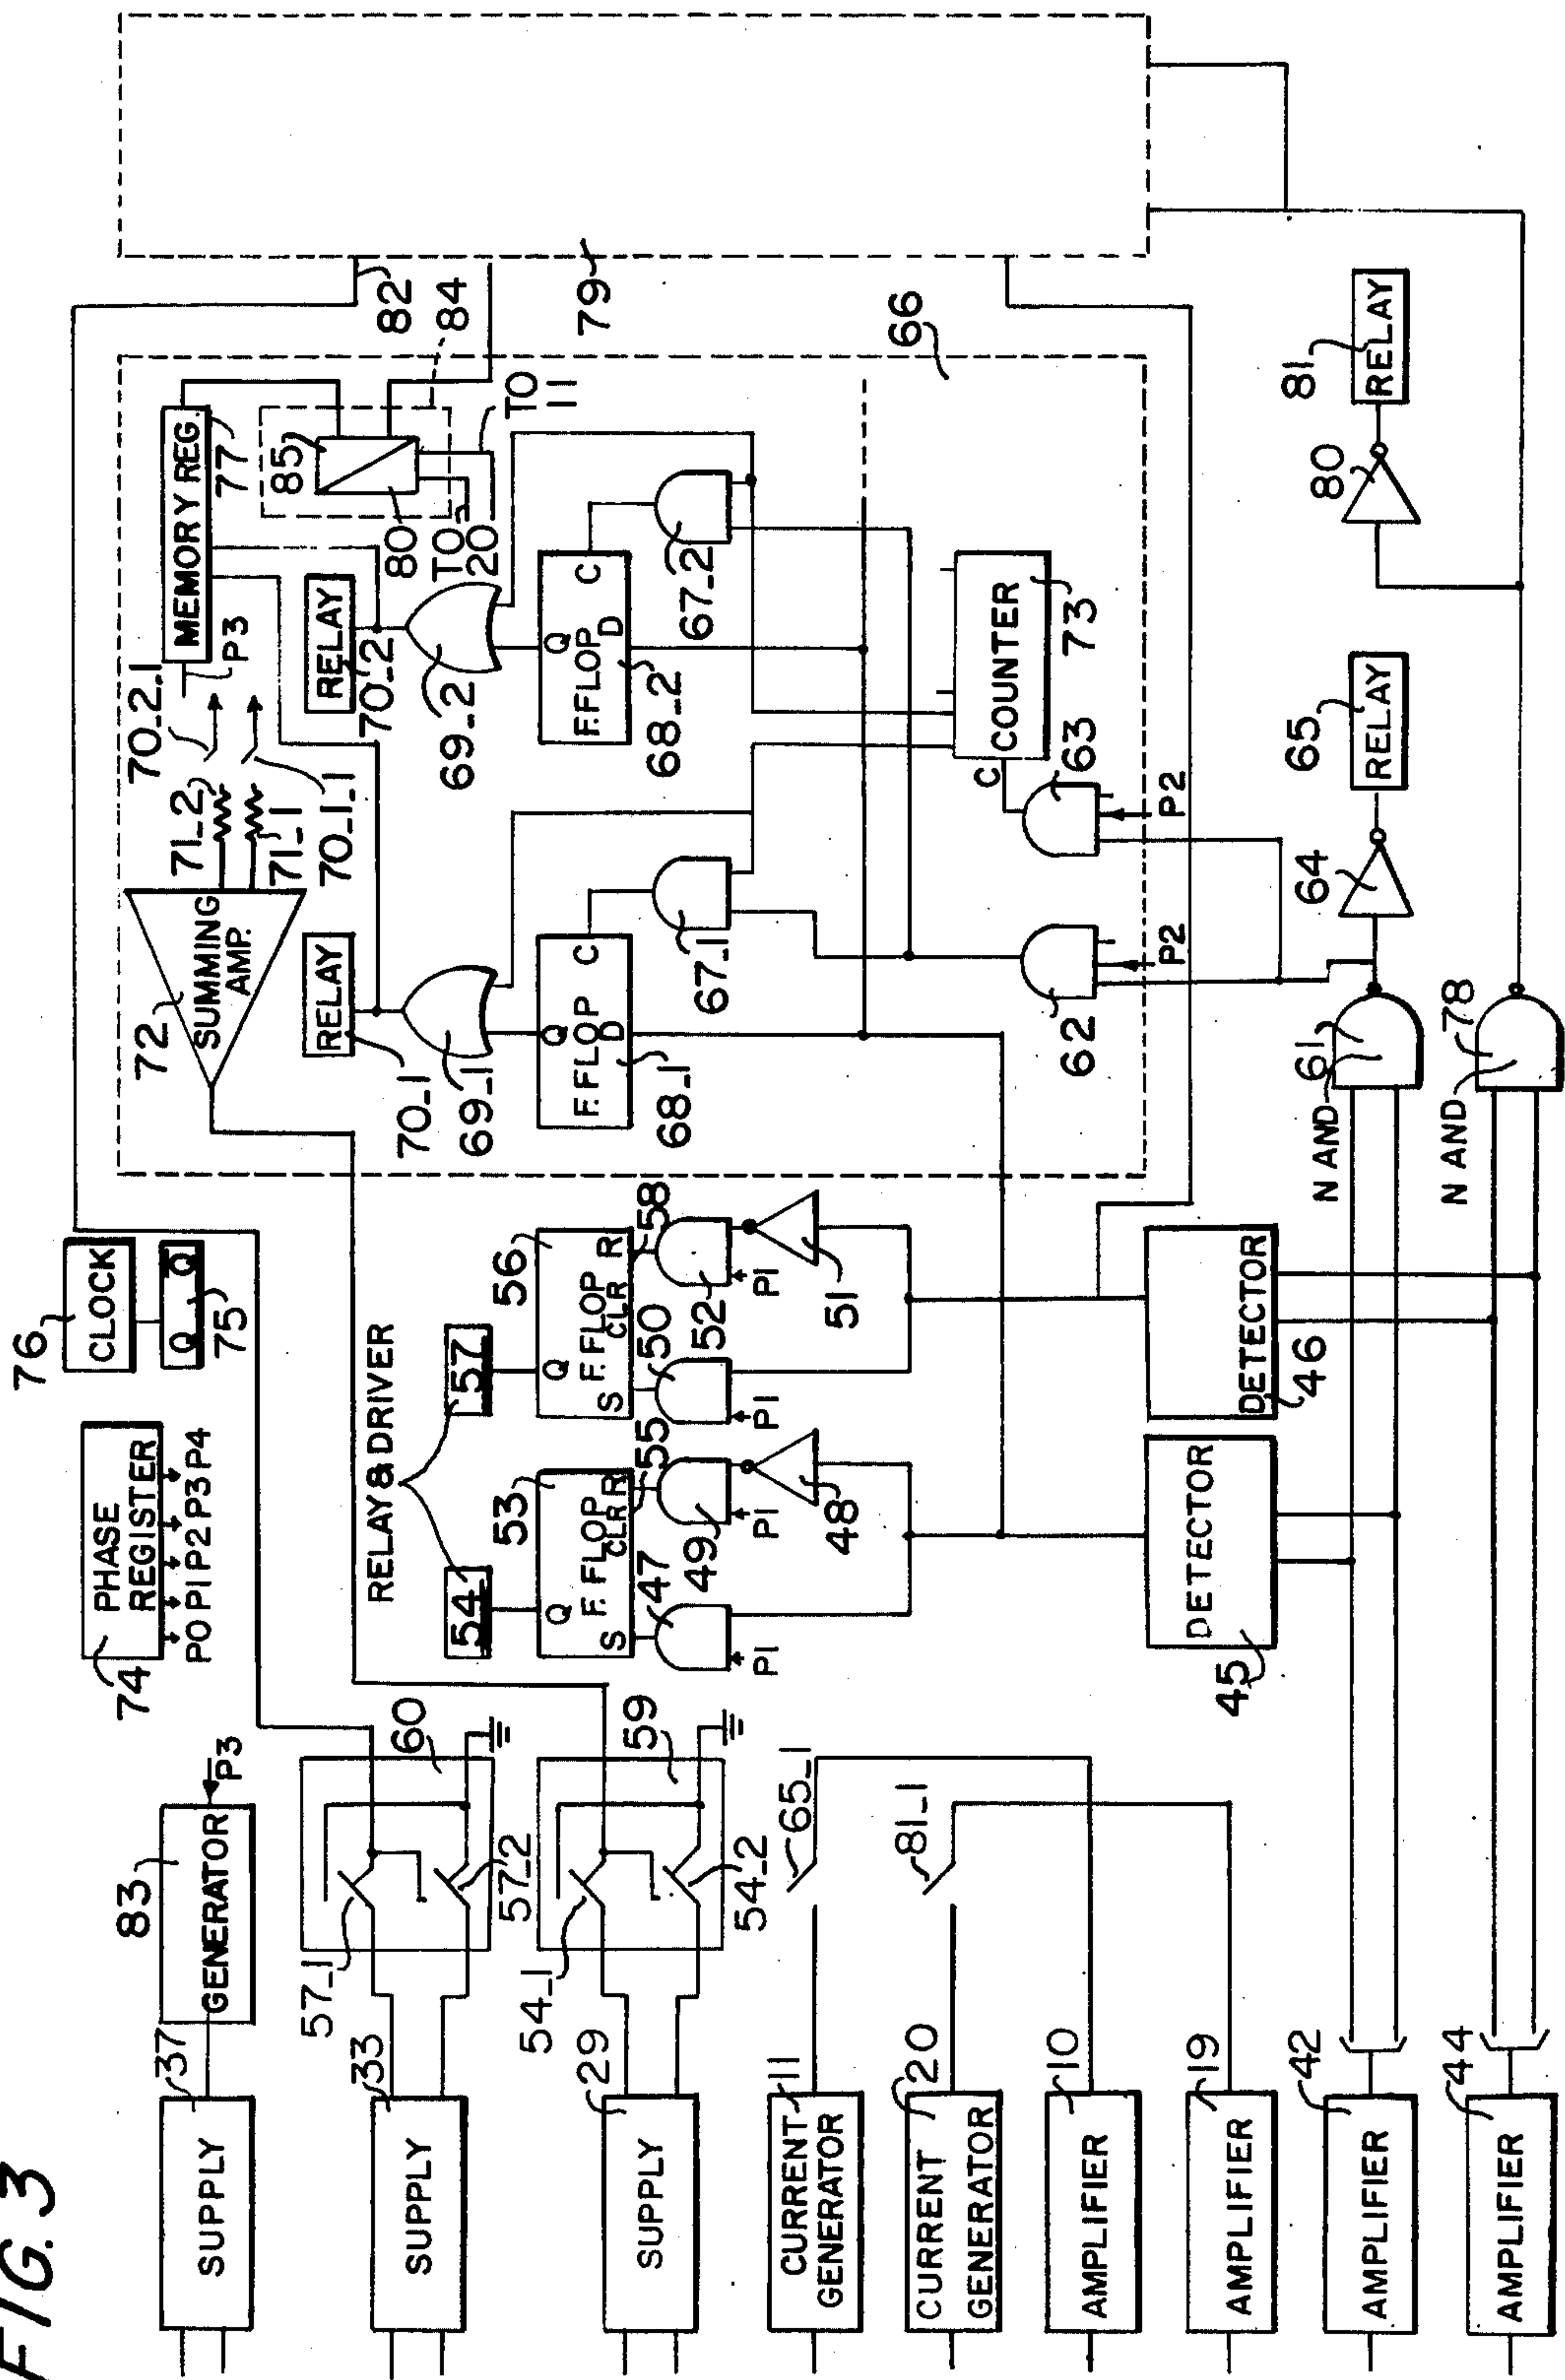 FIG. 3
SUPPLY
37
83
GENERATOR
P3
74
PHASE
REGISTER
P0 P1 P2 P3 P4
76
CLOCK
Q Q̅
75
SUPPLY
33
57_1
57_2
60
SUPPLY
29
54_1
54_2
59
CURRENT
GENERATOR
11
65_1
CURRENT
GENERATOR
20
81_1
AMPLIFIER
10
AMPLIFIER
19
AMPLIFIER
42
AMPLIFIER
44
RELAY & DRIVER
54
57
53
Q
F. FLOP
S CLR R
55
47
P1
49
P1
48
56
Q
F. FLOP
S CLR R
58
50
P1
52
P1
51
DETECTOR
45
DETECTOR
46
N AND
61
N AND
78
64
65
RELAY
80
81
RELAY
72
SUMMING
AMP.
71_2
71_1
70_2_1
70_1_1
P3
MEMORY REG.
77
85
80
TO
20
TO
11
84
82
79
66
RELAY
70_1
69_1
Q
F. FLOP
D
C
68_1
67_1
RELAY
70_2
69_2
Q
F. FLOP
D
C
68_2
67_2
62
P2
63
P2
C
COUNTER
73